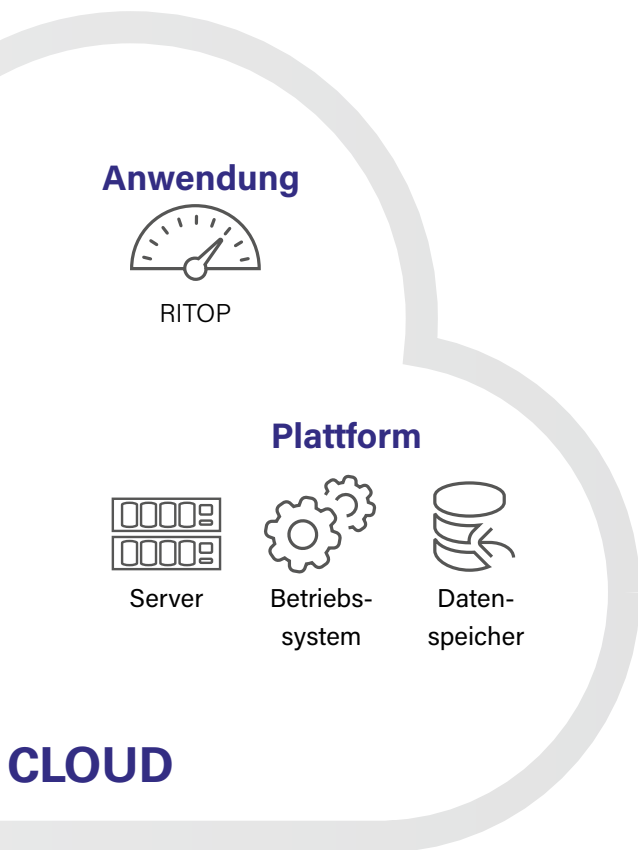 Anwendung
RITOP
Plattform
Server
Betriebs-
system
Daten-
speicher
CLOUD